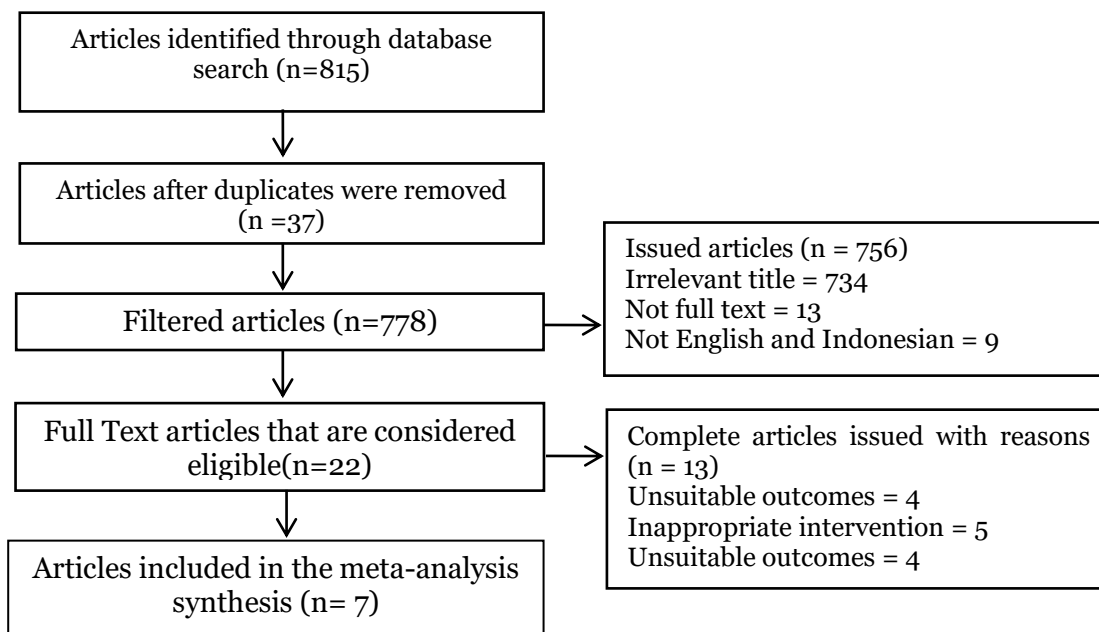 Articles identified through database
search (n=815)
Articles after duplicates were removed
(n =37)
Filtered articles (n=778)
Issued articles (n = 756)
Irrelevant title = 734
Not full text = 13
Not English and Indonesian = 9
Full Text articles that are considered
eligible(n=22)
Complete articles issued with reasons
(n = 13)
Unsuitable outcomes = 4
Inappropriate intervention = 5
Unsuitable outcomes = 4
Articles included in the meta-analysis
synthesis (n= 7)